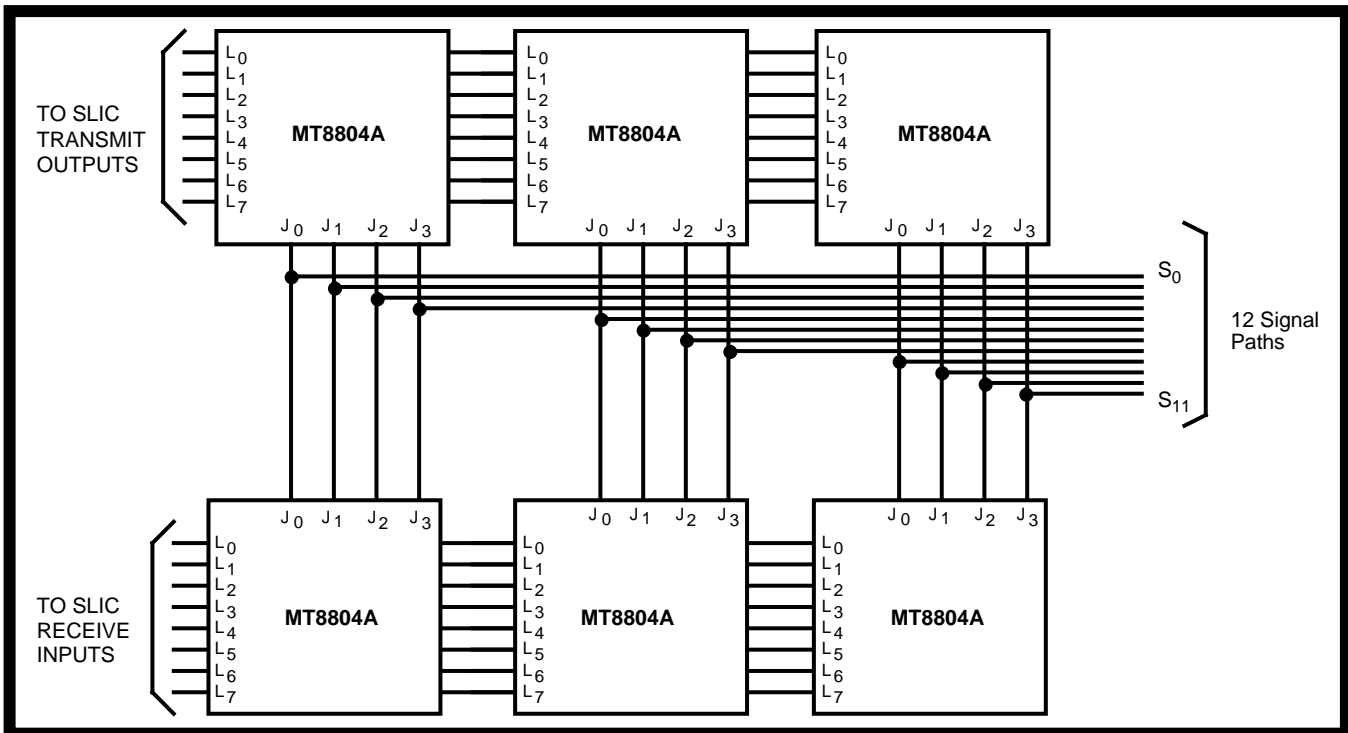 TO SLIC
TRANSMIT
OUTPUTS
L0
L1
L2
L3
L4
L5
L6
L7
MT8804A
J0 J1 J2 J3
L0
L1
L2
L3
L4
L5
L6
L7
MT8804A
J0 J1 J2 J3
L0
L1
L2
L3
L4
L5
L6
L7
MT8804A
J0 J1 J2 J3
S0
12 Signal
Paths
S11
TO SLIC
RECEIVE
INPUTS
J0 J1 J2 J3
L0
L1
L2
L3
L4
L5
L6
L7
MT8804A
J0 J1 J2 J3
L0
L1
L2
L3
L4
L5
L6
L7
MT8804A
J0 J1 J2 J3
L0
L1
L2
L3
L4
L5
L6
L7
MT8804A